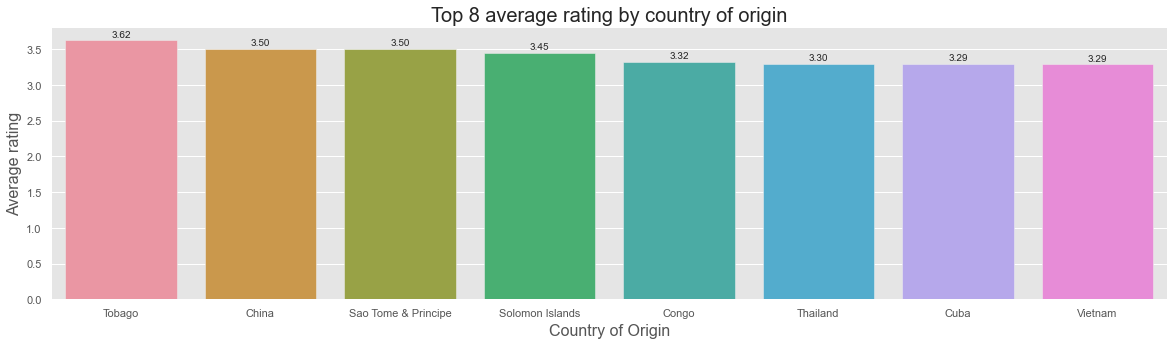 Top 8 average rating by country of origin
Average rating
3.5
3.0
2.5
2.0
1.5
1.0
0.5
0.0
3.62
3.50
3.50
3.45
3.32
3.30
3.29
3.29
Tobago
China
Sao Tome & Principe
Solomon Islands
Congo
Thailand
Cuba
Vietnam
Country of Origin